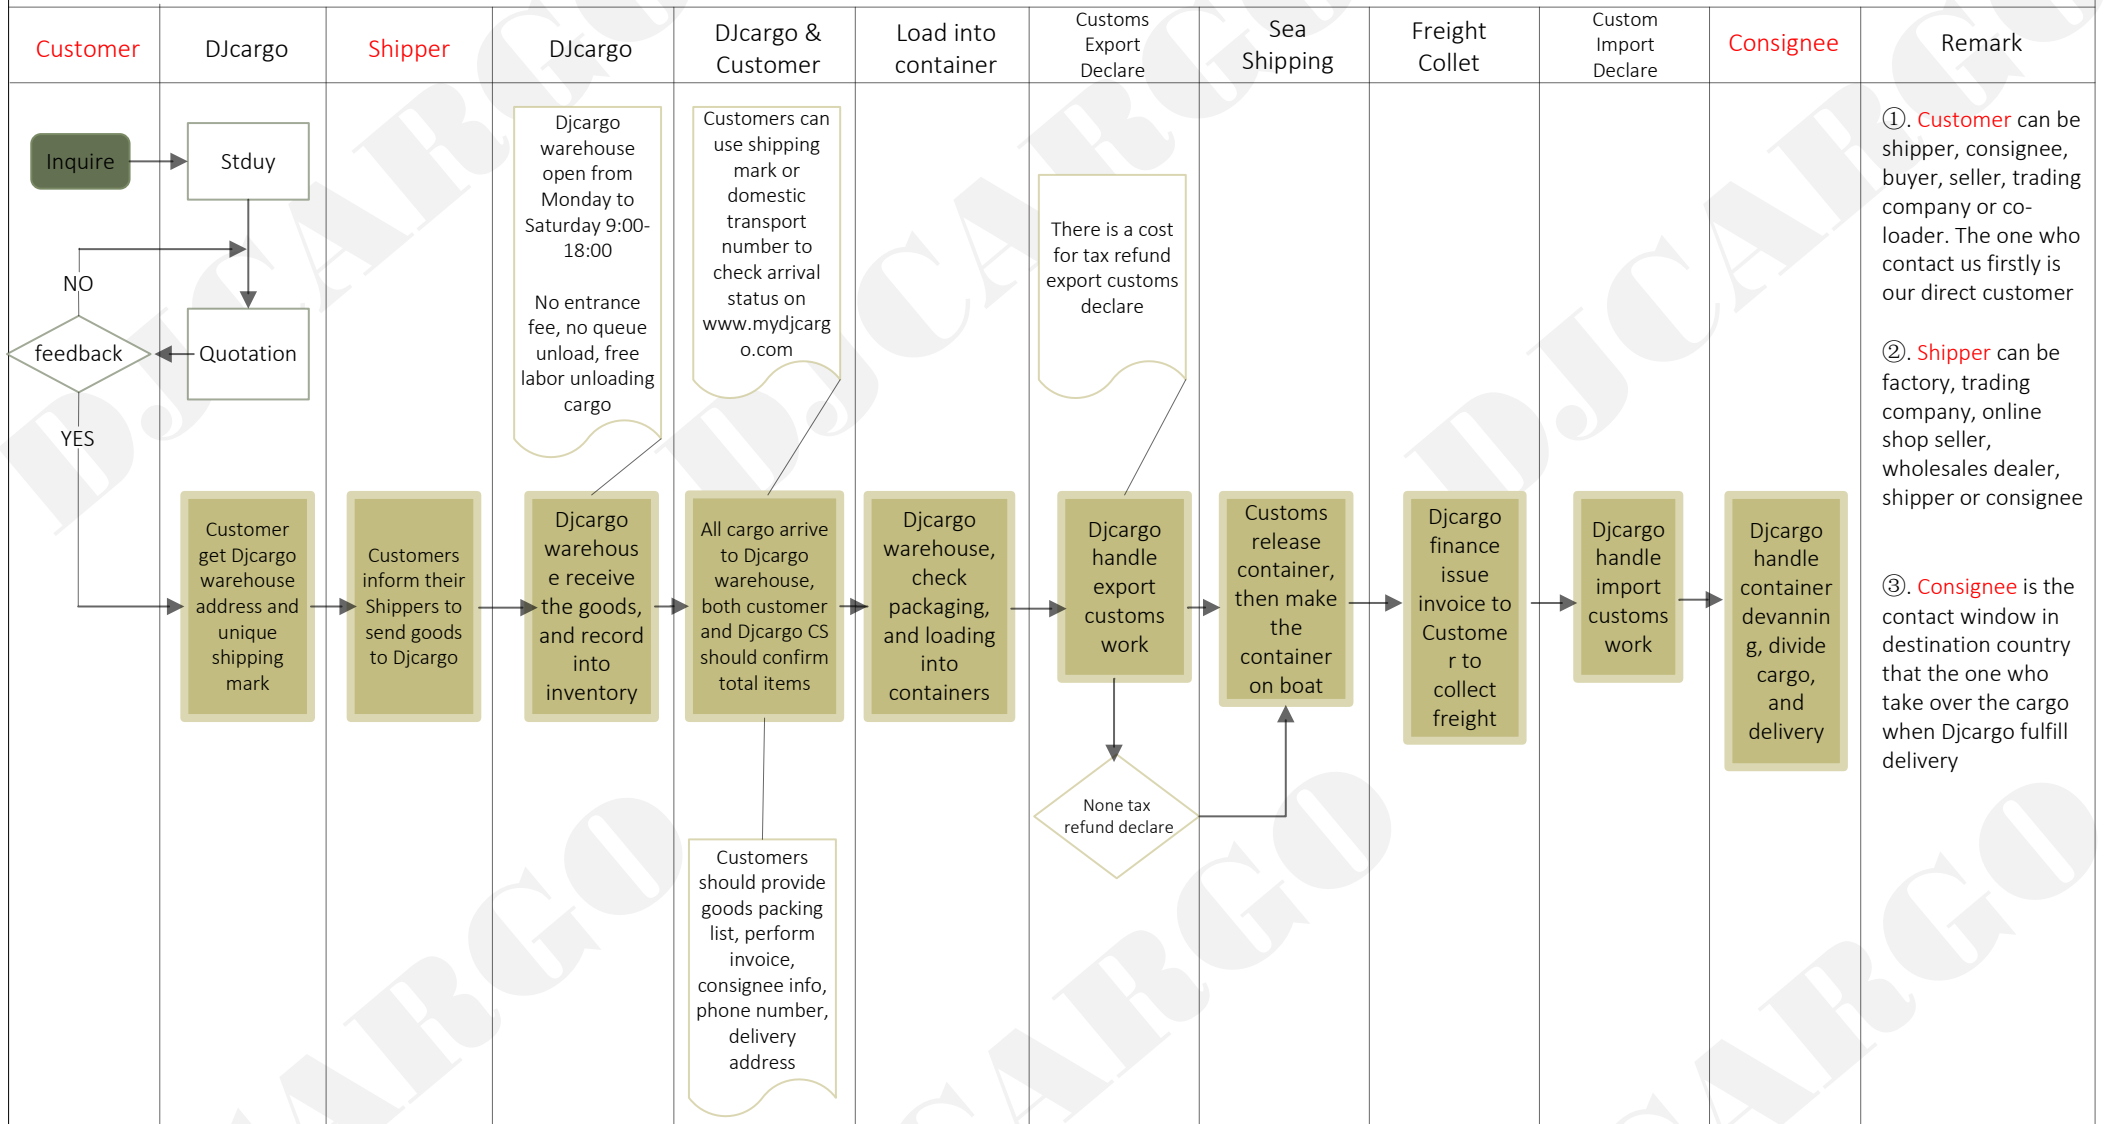 Customer
DJcargo
Shipper
DJcargo
DJcargo &
Customer
Load into
container
Customs
Export
Declare
Sea
Shipping
Freight
Collet
Custom
Import
Declare
Consignee
Remark
Inquire
Stduy
NO
feedback
Quotation
YES
Djcargo
warehouse
open from
Monday to
Saturday 9:00-
18:00
No entrance
fee, no queue
unload, free
labor unloading
cargo
Customers can
use shipping
mark or
domestic
transport
number to
check arrival
status on
www.mydjcarg
o.com
There is a cost
for tax refund
export customs
declare
Customer
get Djcargo
warehouse
address and
unique
shipping
mark
Customers
inform their
Shippers to
send goods
to Djcargo
Djcargo
warehous
e receive
the goods,
and record
into
inventory
All cargo arrive
to Djcargo
warehouse,
both customer
and Djcargo CS
should confirm
total items
Djcargo
warehouse,
check
packaging,
and loading
into
containers
Djcargo
handle
export
customs
work
Customs
release
container,
then make
the
container
on boat
Djcargo
finance
issue
invoice to
Custome
r to
collect
freight
Djcargo
handle
import
customs
work
Djcargo
handle
container
devannin
g, divide
cargo,
and
delivery
None tax
refund declare
Customers
should provide
goods packing
list, perform
invoice,
consignee info,
phone number,
delivery
address
①. Customer can be
shipper, consignee,
buyer, seller, trading
company or co-
loader. The one who
contact us firstly is
our direct customer
②. Shipper can be
factory, trading
company, online
shop seller,
wholesales dealer,
shipper or consignee
③. Consignee is the
contact window in
destination country
that the one who
take over the cargo
when Djcargo fulfill
delivery
DJCARGO
DJCARGO
DJCARGO
CARGO
CARGO
CARGO